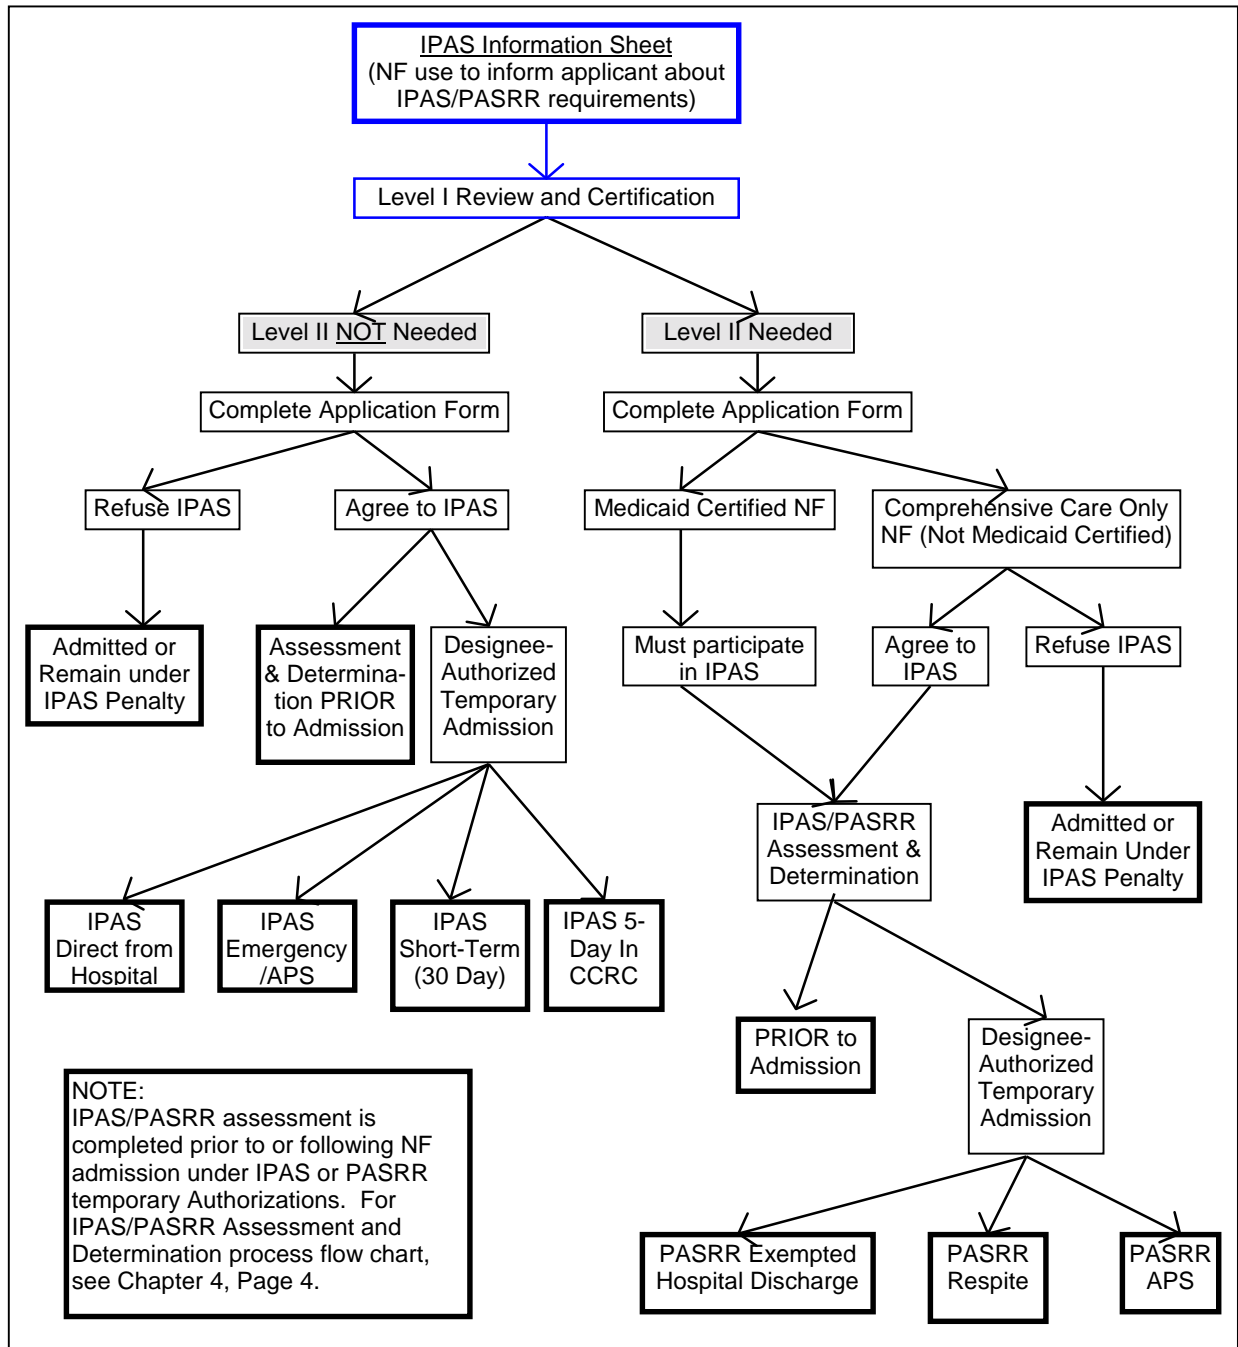 IPAS Information Sheet
(NF use to inform applicant about
IPAS/PASRR requirements)
Level I Review and Certification
Level II NOT Needed
Level II Needed
Complete Application Form
Complete Application Form
Refuse IPAS
Agree to IPAS
Medicaid Certified NF
Comprehensive Care Only
NF (Not Medicaid Certified)
Admitted or
Remain under
IPAS Penalty
Assessment
& Determina-
tion PRIOR
to Admission
Designee-
Authorized
Temporary
Admission
Must participate
in IPAS
Agree to
IPAS
Refuse IPAS
IPAS/PASRR
Assessment &
Determination
Admitted or
Remain Under
IPAS Penalty
IPAS
Direct from
Hospital
IPAS
Emergency
/APS
IPAS
Short-Term
(30 Day)
IPAS 5-
Day In
CCRC
PRIOR to
Admission
Designee-
Authorized
Temporary
Admission
NOTE:
IPAS/PASRR assessment is
completed prior to or following NF
admission under IPAS or PASRR
temporary Authorizations.  For
IPAS/PASRR Assessment and
Determination process flow chart,
see Chapter 4, Page 4.
PASRR Exempted
Hospital Discharge
PASRR
Respite
PASRR
APS